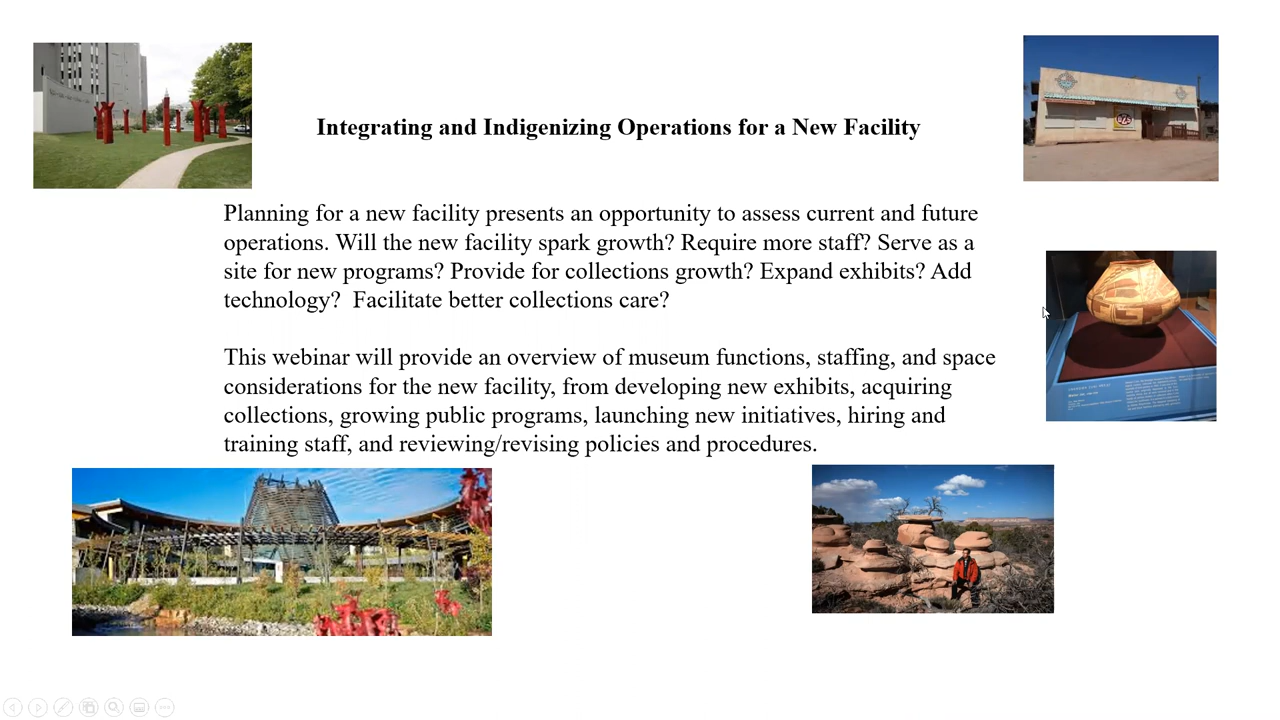 Integrating and Indigenizing Operations for a New Facility
Planning for a new facility presents an opportunity to assess current and future
operations. Will the new facility spark growth? Require more staff? Serve as a
site for new programs? Provide for collections growth? Expand exhibits? Add
technology?  Facilitate better collections care?
This webinar will provide an overview of museum functions, staffing, and space
considerations for the new facility, from developing new exhibits, acquiring
collections, growing public programs, launching new initiatives, hiring and
training staff, and reviewing/revising policies and procedures.